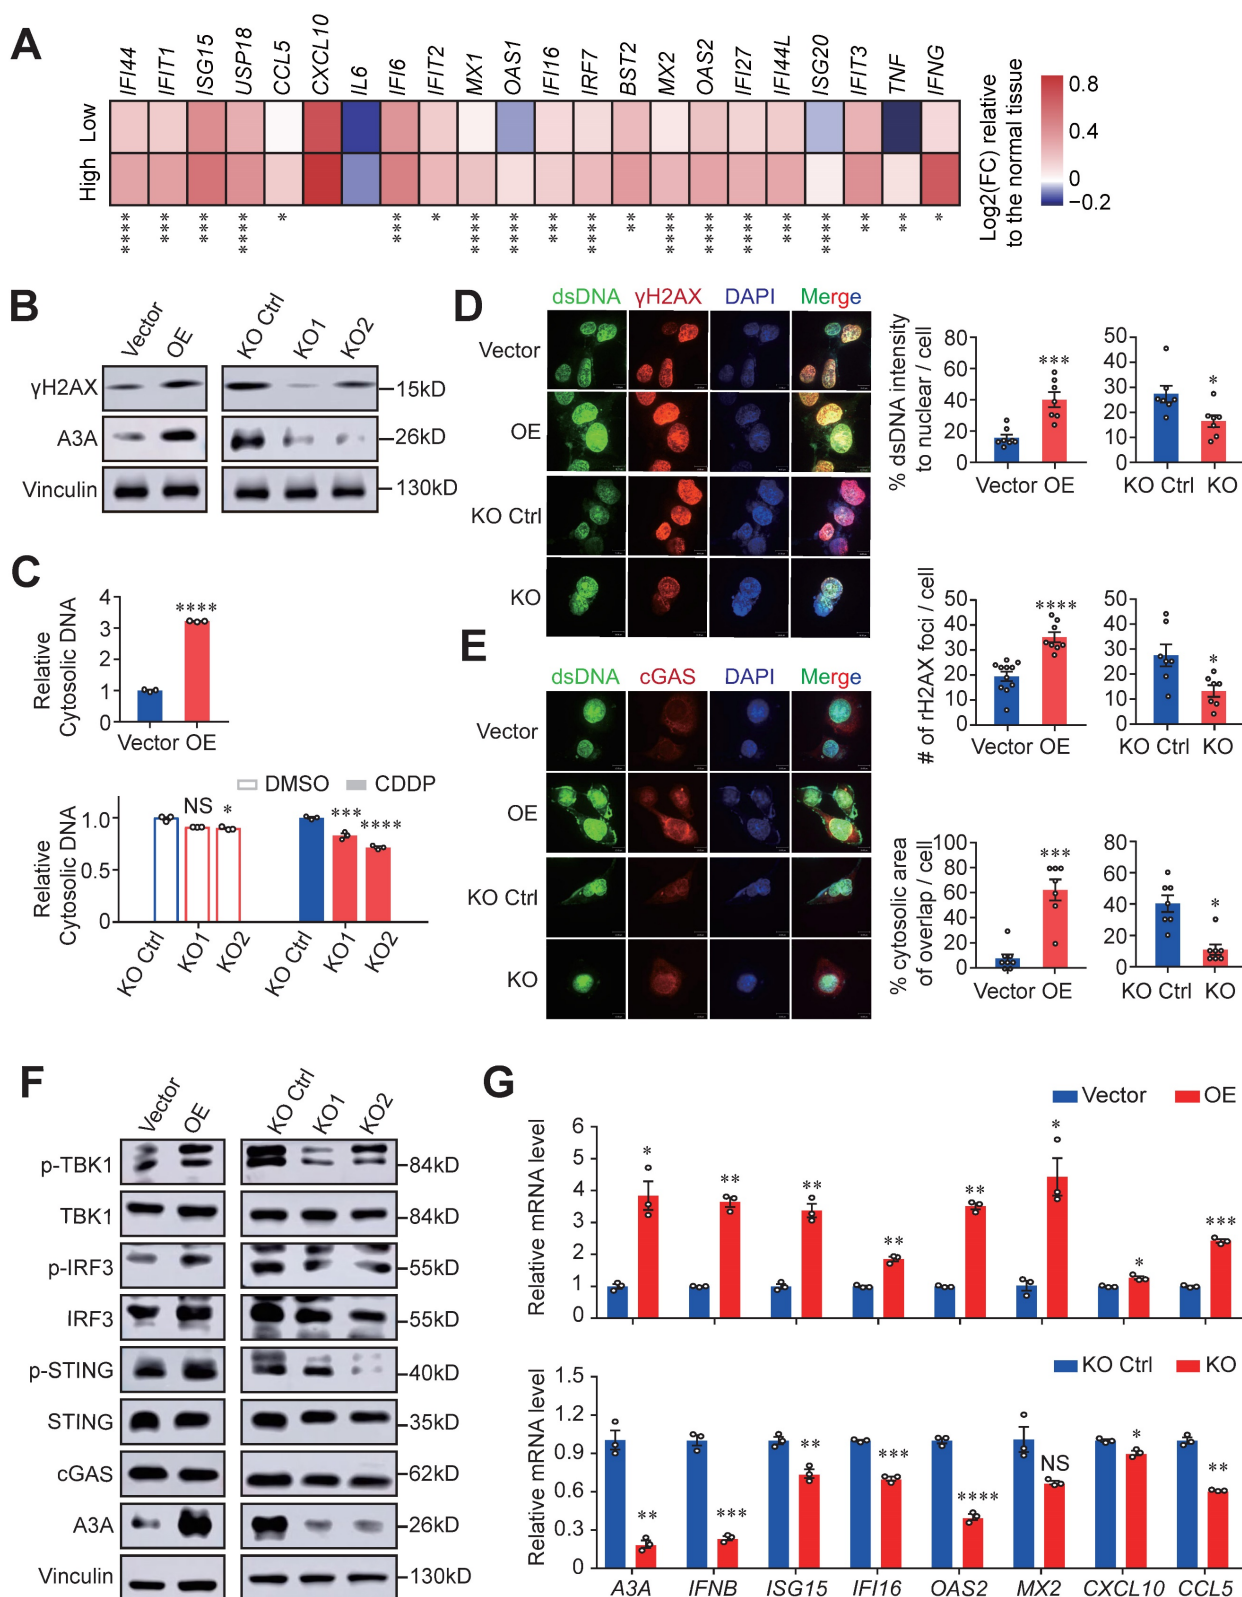 A
IFI44 IFIT1 ISG15 USP18 CCL5 CXCL10 IL6 IFI6 IFIT2 MX1 OAS1 IFI16 IRF7 BST2 MX2 OAS2 IFI27 IFI44L ISG20 IFIT3 TNF IFNG
Low
High
**** *** *** **** * *** * **** **** *** **** ** **** **** **** *** **** ** ** *
Log2(FC) relative
to the normal tissue
0.8
0.4
0
−0.2
B
Vector OE KO Ctrl KO1 KO2
γH2AX 15kD
A3A 26kD
Vinculin 130kD
C
Relative
Cytosolic DNA
4
3
2
1
0
****
Vector OE
DMSO CDDP
Relative
Cytosolic DNA
1.0
0.5
0
NS * *** ****
KO Ctrl KO1 KO2 KO Ctrl KO1 KO2
D
dsDNA γH2AX DAPI Merge
Vector
OE
KO Ctrl
KO
% dsDNA intensity
to nuclear / cell
80
60
40
20
0
***
Vector OE
50
40
30
20
10
0
*
KO Ctrl KO
# of rH2AX foci / cell
50
40
30
20
10
0
****
Vector OE
50
40
30
20
10
0
*
KO Ctrl KO
E
dsDNA cGAS DAPI Merge
Vector
OE
KO Ctrl
KO
% cytosolic area
of overlap / cell
100
80
60
40
20
0
***
Vector OE
80
60
40
20
0
*
KO Ctrl KO
F
Vector OE KO Ctrl KO1 KO2
p-TBK1 84kD
TBK1 84kD
p-IRF3 55kD
IRF3 55kD
p-STING 40kD
STING 35kD
cGAS 62kD
A3A 26kD
Vinculin 130kD
G
Vector OE
Relative mRNA level
6
5
4
3
2
1
0
* ** ** ** ** * * ***
KO Ctrl KO
Relative mRNA level
1.5
1.2
0.9
0.6
0.3
0
** *** ** *** **** NS * **
A3A IFNB ISG15 IFI16 OAS2 MX2 CXCL10 CCL5